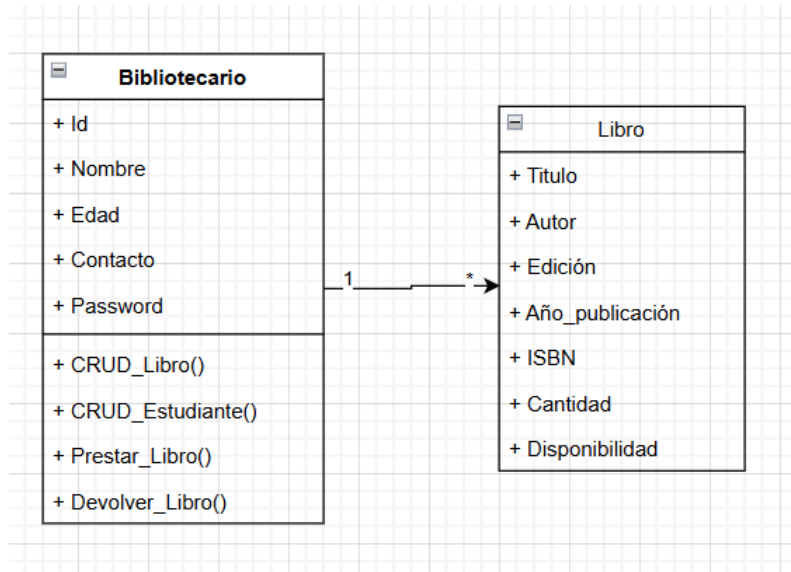 Bibliotecario
+ Id
+ Nombre
+ Edad
+ Contacto
+ Password
+ CRUD_Libro()
+ CRUD_Estudiante()
+ Prestar_Libro()
+ Devolver_Libro()
1
*
Libro
+ Titulo
+ Autor
+ Edición
+ Año_publicación
+ ISBN
+ Cantidad
+ Disponibilidad